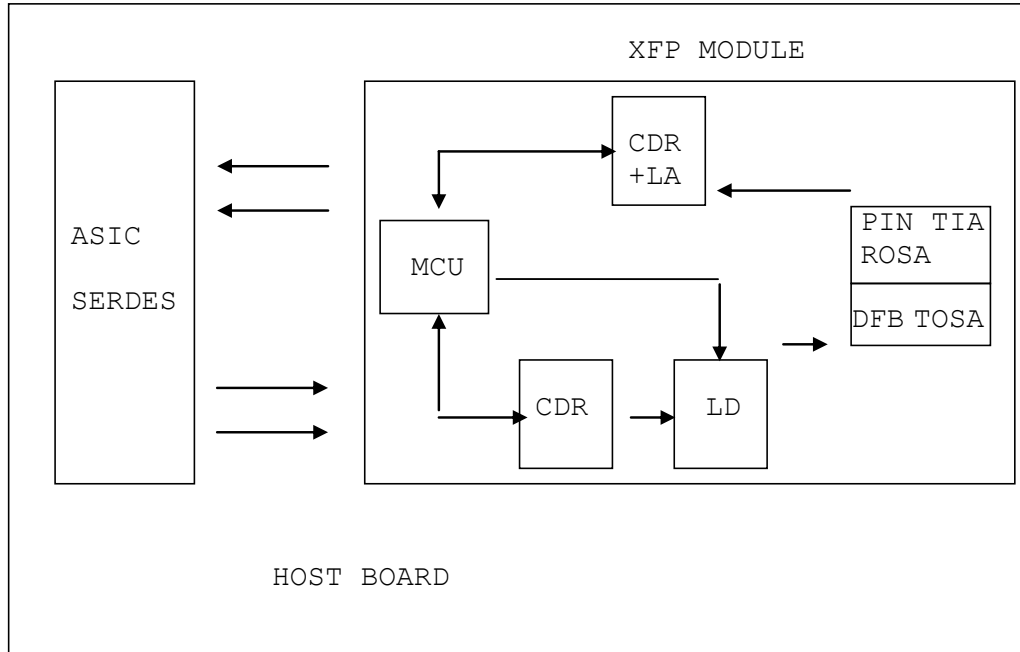 XFP MODULE
CDR
+LA
ASIC
SERDES
MCU
PIN TIA
ROSA
DFB TOSA
CDR
LD
HOST BOARD